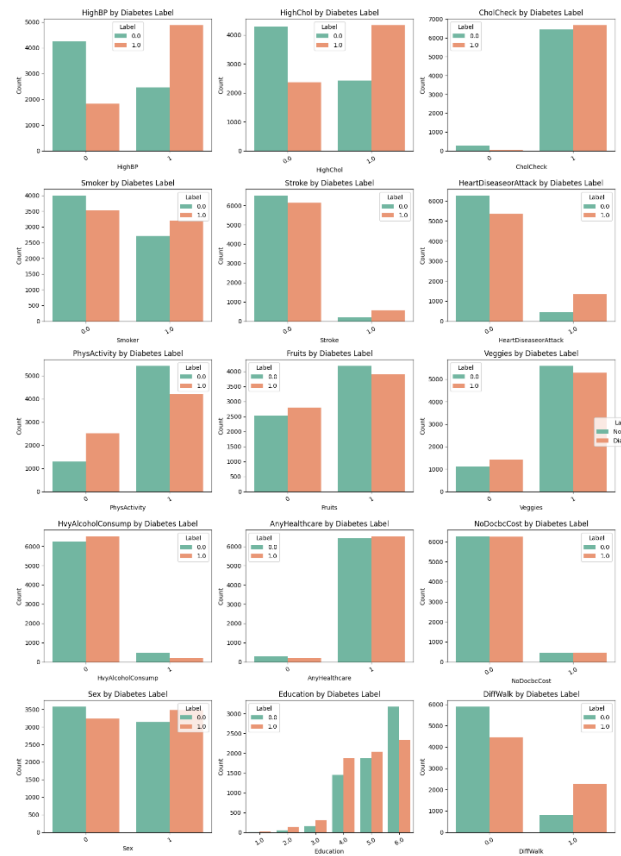 HighBP by Diabetes Label
Label
0.0
1.0
Count
5000
4000
3000
2000
1000
0
0
1
HighBP
HighChol by Diabetes Label
Label
0.0
1.0
Count
4000
3000
2000
1000
0
0.0
1.0
HighChol
CholCheck by Diabetes Label
Label
0.0
1.0
Count
7000
6000
5000
4000
3000
2000
1000
0
0
1
CholCheck
Smoker by Diabetes Label
Label
0.0
1.0
Count
4000
3500
3000
2500
2000
1500
1000
500
0
0.0
1.0
Smoker
Stroke by Diabetes Label
Label
0.0
1.0
Count
6000
5000
4000
3000
2000
1000
0
0.0
1.0
Stroke
HeartDiseaseorAttack by Diabetes Label
Label
0.0
1.0
Count
6000
5000
4000
3000
2000
1000
0
0.0
1.0
HeartDiseaseorAttack
PhysActivity by Diabetes Label
Label
0.0
1.0
Count
5000
4000
3000
2000
1000
0
0
1
PhysActivity
Fruits by Diabetes Label
Label
0.0
1.0
Count
4000
3500
3000
2500
2000
1500
1000
500
0
0
1
Fruits
Veggies by Diabetes Label
Label
0.0
1.0
Count
5000
4000
3000
2000
1000
0
0
1
Veggies
La
No
Dia
HvyAlcoholConsump by Diabetes Label
Label
0.0
1.0
Count
6000
5000
4000
3000
2000
1000
0
0
1
HvyAlcoholConsump
AnyHealthcare by Diabetes Label
Label
0.0
1.0
Count
6000
5000
4000
3000
2000
1000
0
0
1
AnyHealthcare
NoDocbcCost by Diabetes Label
Label
0.0
1.0
Count
6000
5000
4000
3000
2000
1000
0
0.0
1.0
NoDocbcCost
Sex by Diabetes Label
Label
0.0
1.0
Count
3500
3000
2500
2000
1500
1000
500
0
0
1
Sex
Education by Diabetes Label
Label
0.0
1.0
Count
3000
2500
2000
1500
1000
500
0
1.0
2.0
3.0
4.0
5.0
6.0
Education
DiffWalk by Diabetes Label
Label
0.0
1.0
Count
6000
5000
4000
3000
2000
1000
0
0.0
1.0
DiffWalk